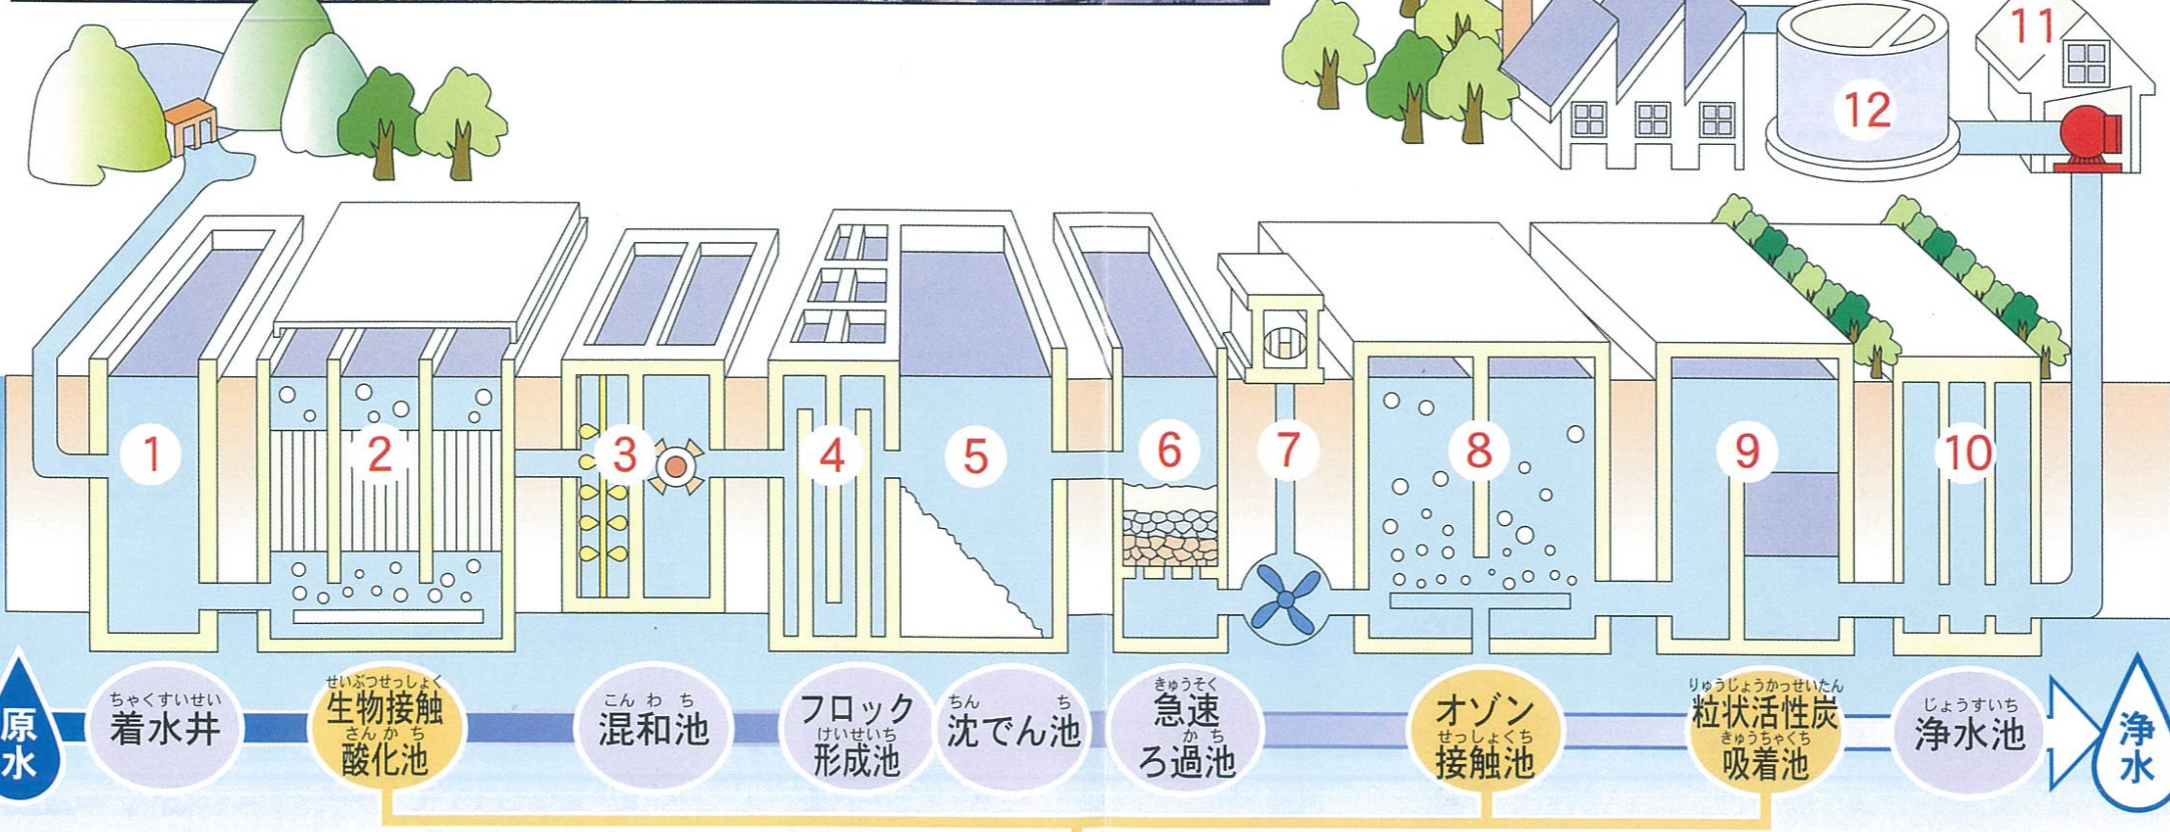 11
12
1
2
3
4
5
6
7
8
9
10
原水
ちゃくすいせい
着水井
せいぶつせっしょく
生物接触
さんかち
酸化池
こんわち
混和池
フロック
けいせいち
形成池
ちんち
沈でん池
きゅうそく
急速
かち
ろ過池
オゾン
せっしょくち
接触池
りゅうじょうかっせいたん
粒状活性炭
きゅうちゃくち
吸着池
じょうすいち
浄水池
浄水